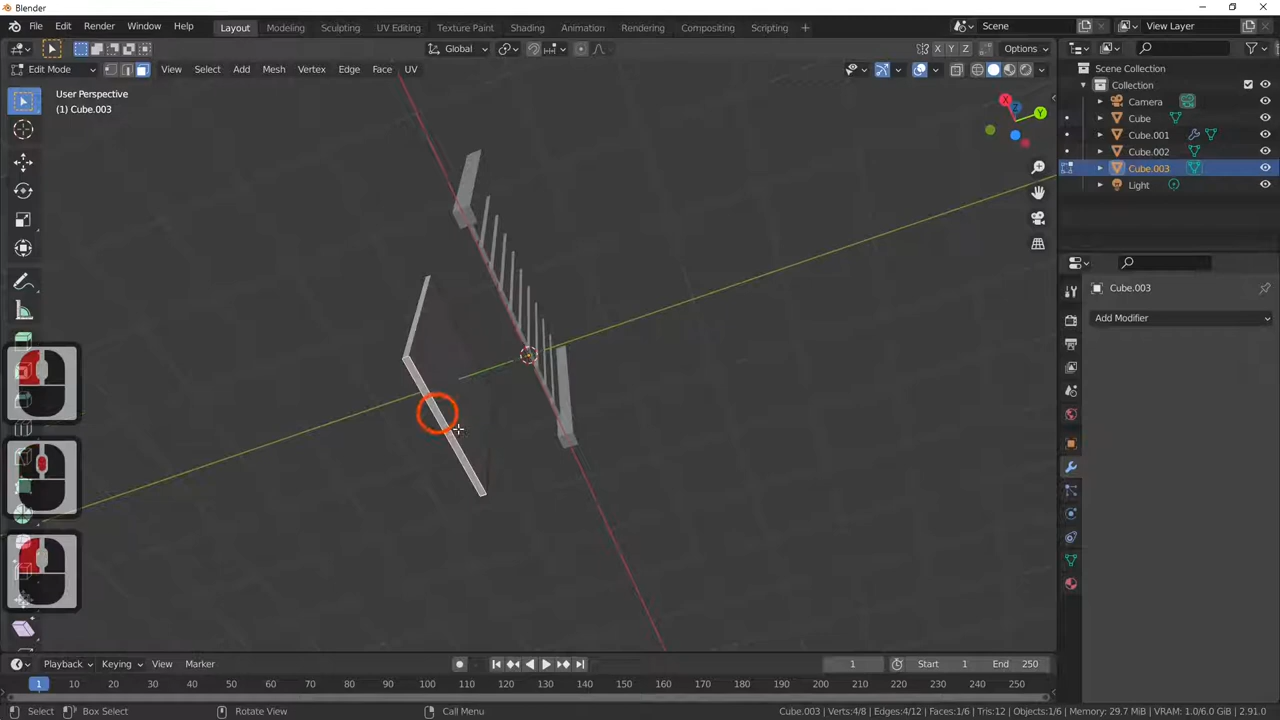 Blender
File Edit Render Window Help Layout Modeling Sculpting UV Editing Texture Paint Shading Animation Rendering Compositing Scripting + Scene View Layer
Global X Y Z Options
Edit Mode View Select Add Mesh Vertex Edge Face UV
User Perspective
(1) Cube.003
X Y Z
Scene Collection
Collection
Camera
Cube
Cube.001
Cube.002
Cube.003
Light
Cube.003
Add Modifier
Playback Keying View Marker 1 Start 1 End 250
1 10 20 30 40 50 60 70 80 90 100 110 120 130 140 150 160 170 180 190 200 210 220 230 240 250
Select Box Select Rotate View Call Menu Cube.003 | Verts:4/8 | Edges:4/12 | Faces:1/6 | Tris:12 | Objects:1/6 | Memory: 29.7 MiB | VRAM: 1.0/6.0 GiB | 2.91.0